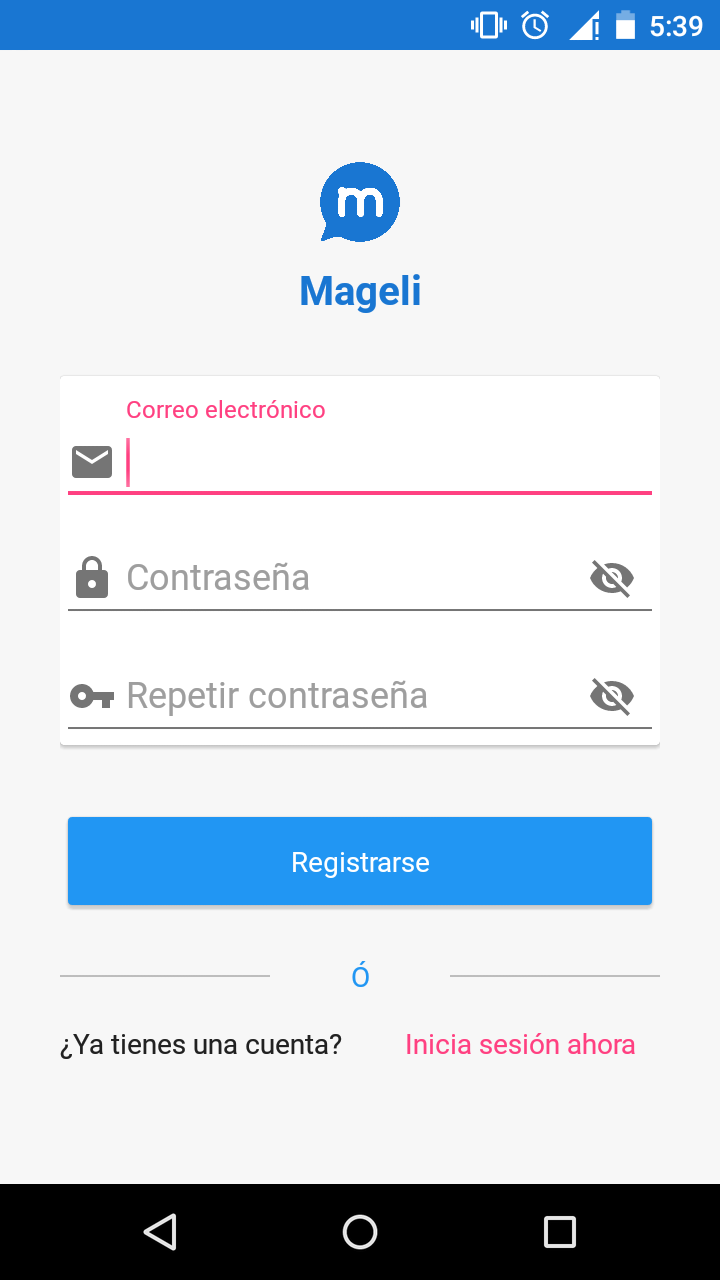 5:39
m
Mageli
Correo electrónico
Contraseña
Repetir contraseña
Registrarse
Ó
¿Ya tienes una cuenta? Inicia sesión ahora